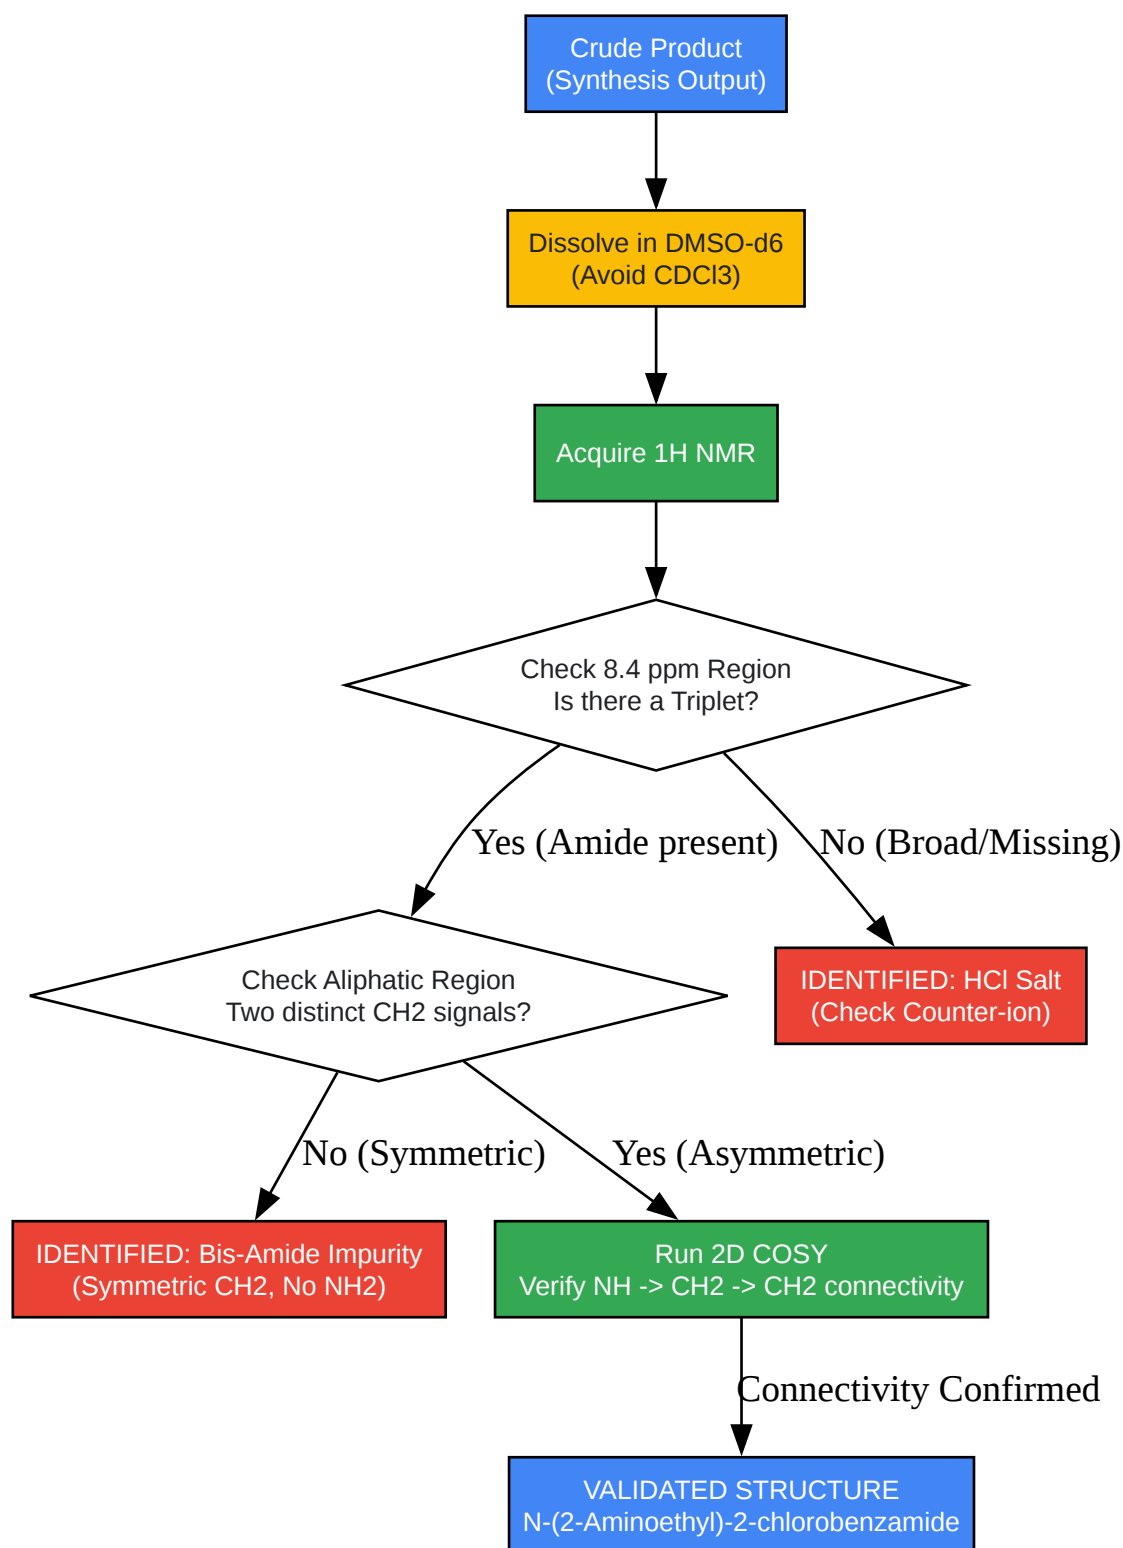 Crude Product
(Synthesis Output)
Dissolve in DMSO-d6
(Avoid CDCl3)
Acquire 1H NMR
Check 8.4 ppm Region
Is there a Triplet?
Yes (Amide present)
No (Broad/Missing)
Check Aliphatic Region
Two distinct CH2 signals?
IDENTIFIED: HCl Salt
(Check Counter-ion)
No (Symmetric)
Yes (Asymmetric)
IDENTIFIED: Bis-Amide Impurity
(Symmetric CH2, No NH2)
Run 2D COSY
Verify NH -> CH2 -> CH2 connectivity
Connectivity Confirmed
VALIDATED STRUCTURE
N-(2-Aminoethyl)-2-chlorobenzamide